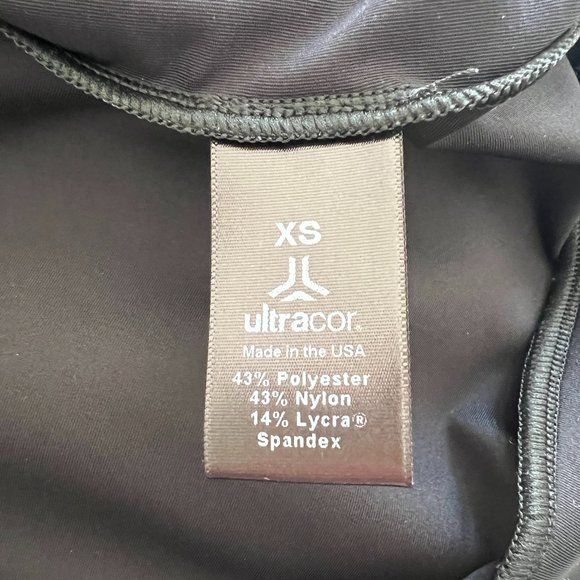 XS
ultracor®
Made in the USA
43% Polyester
43% Nylon
14% Lycra®
Spandex